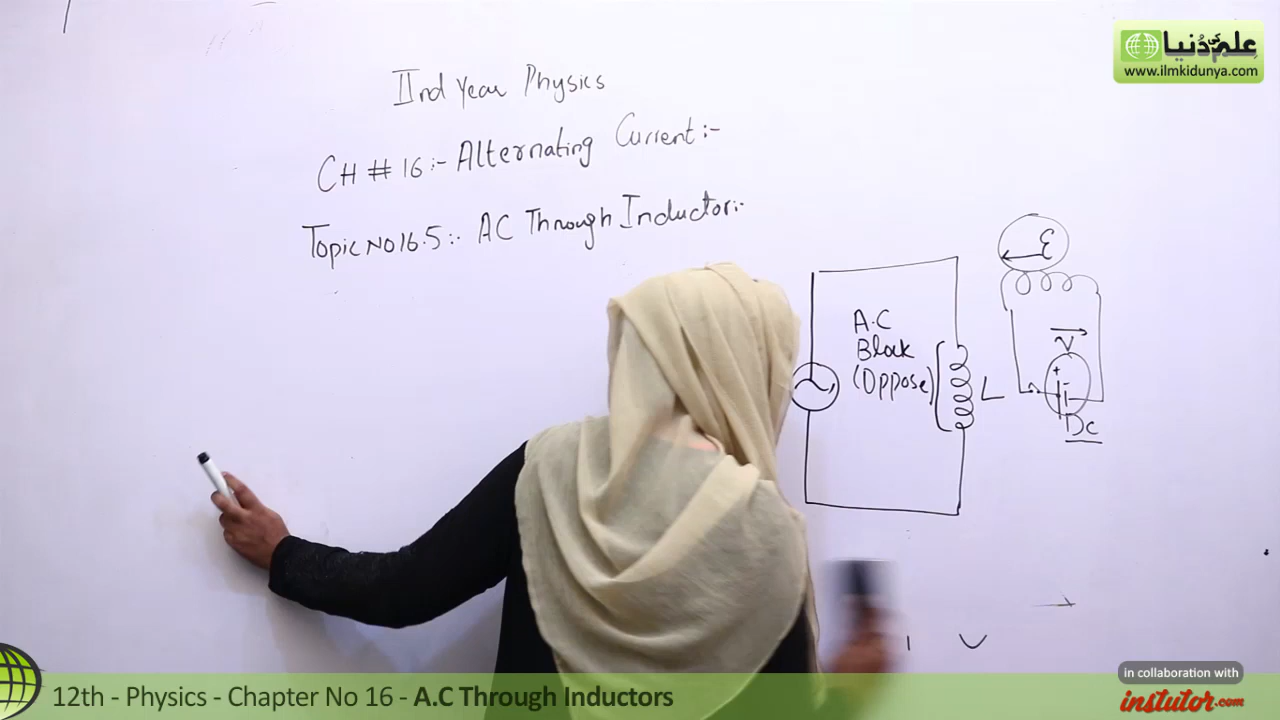 IInd Year Physics
CH # 16:- Alternating Current:-
Topic No 16.5:- AC Through Inductor:-
A.C
Block
(Oppose)
L
ε
V
+ -
DC
علم کی دُنیا
www.ilmkidunya.com
12th - Physics - Chapter No 16 - A.C Through Inductors
in collaboration with
instutor.com